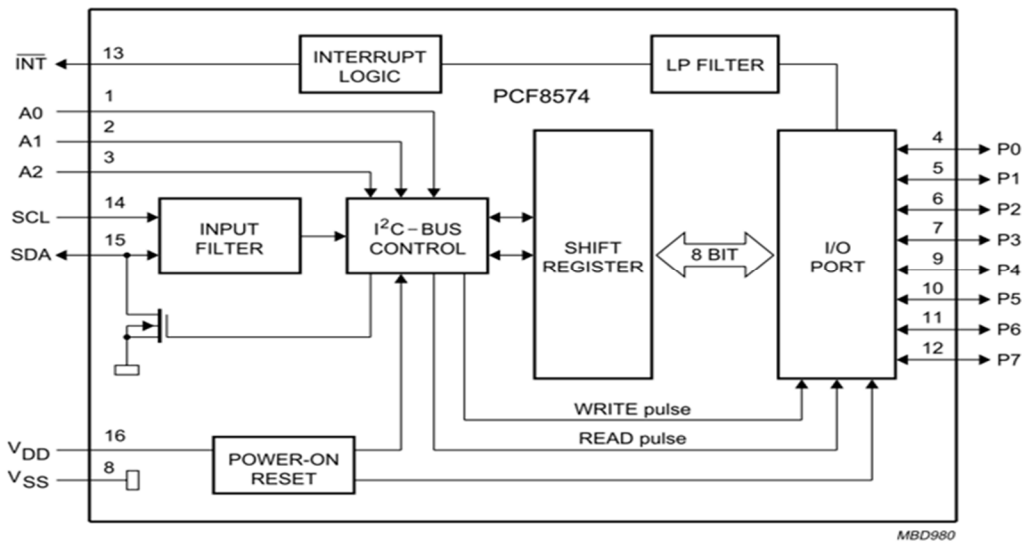 INT
13
INTERRUPT
LOGIC
LP FILTER
PCF8574
A0
1
A1
2
A2
3
SCL
14
SDA
15
INPUT
FILTER
I2C – BUS
CONTROL
SHIFT
REGISTER
8 BIT
I/O
PORT
4
P0
5
P1
6
P2
7
P3
9
P4
10
P5
11
P6
12
P7
WRITE pulse
READ pulse
VDD
16
VSS
8
POWER-ON
RESET
MBD980